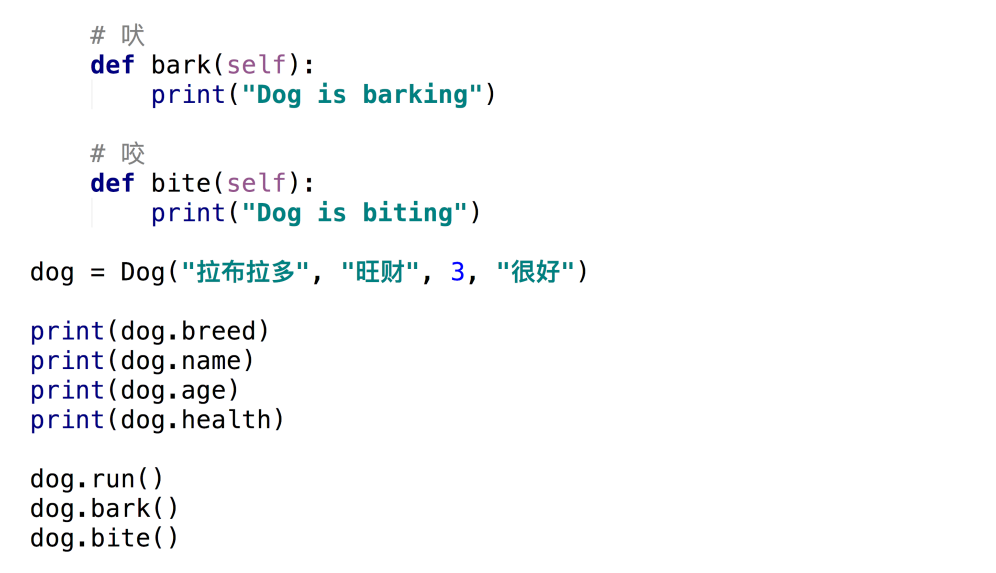 # 吠
    def bark(self):
        print("Dog is barking")

    # 咬
    def bite(self):
        print("Dog is biting")

dog = Dog("拉布拉多", "旺财", 3, "很好")

print(dog.breed)
print(dog.name)
print(dog.age)
print(dog.health)

dog.run()
dog.bark()
dog.bite()